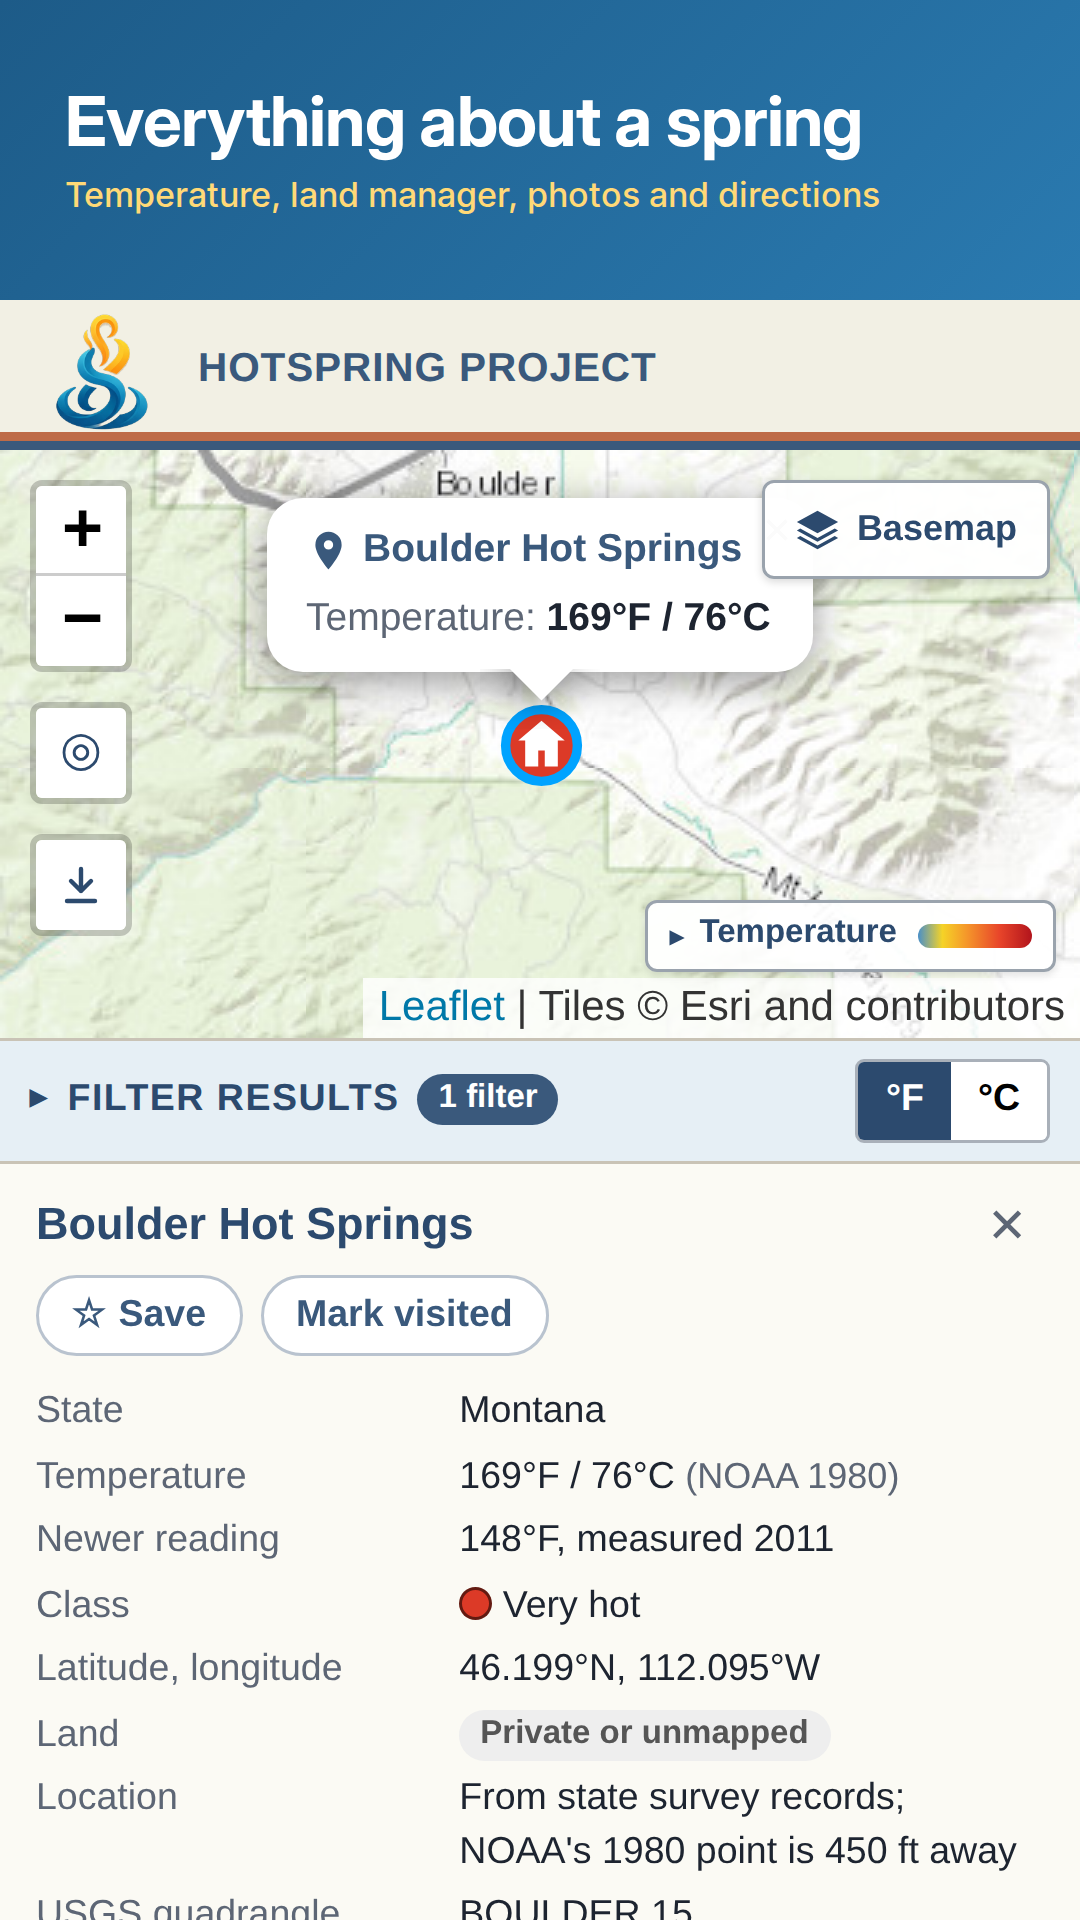 Everything about a spring
Temperature, land manager, photos and directions
HOTSPRING PROJECT
Boulder
+
−
Boulder Hot Springs
Temperature: 169°F / 76°C
Basemap
▸ Temperature
Leaflet | Tiles © Esri and contributors
▸ FILTER RESULTS 1 filter
°F °C
Boulder Hot Springs ✕
☆ Save Mark visited
State Montana
Temperature 169°F / 76°C (NOAA 1980)
Newer reading 148°F, measured 2011
Class Very hot
Latitude, longitude 46.199°N, 112.095°W
Land Private or unmapped
Location From state survey records;
NOAA's 1980 point is 450 ft away
USGS quadrangle BOULDER 15